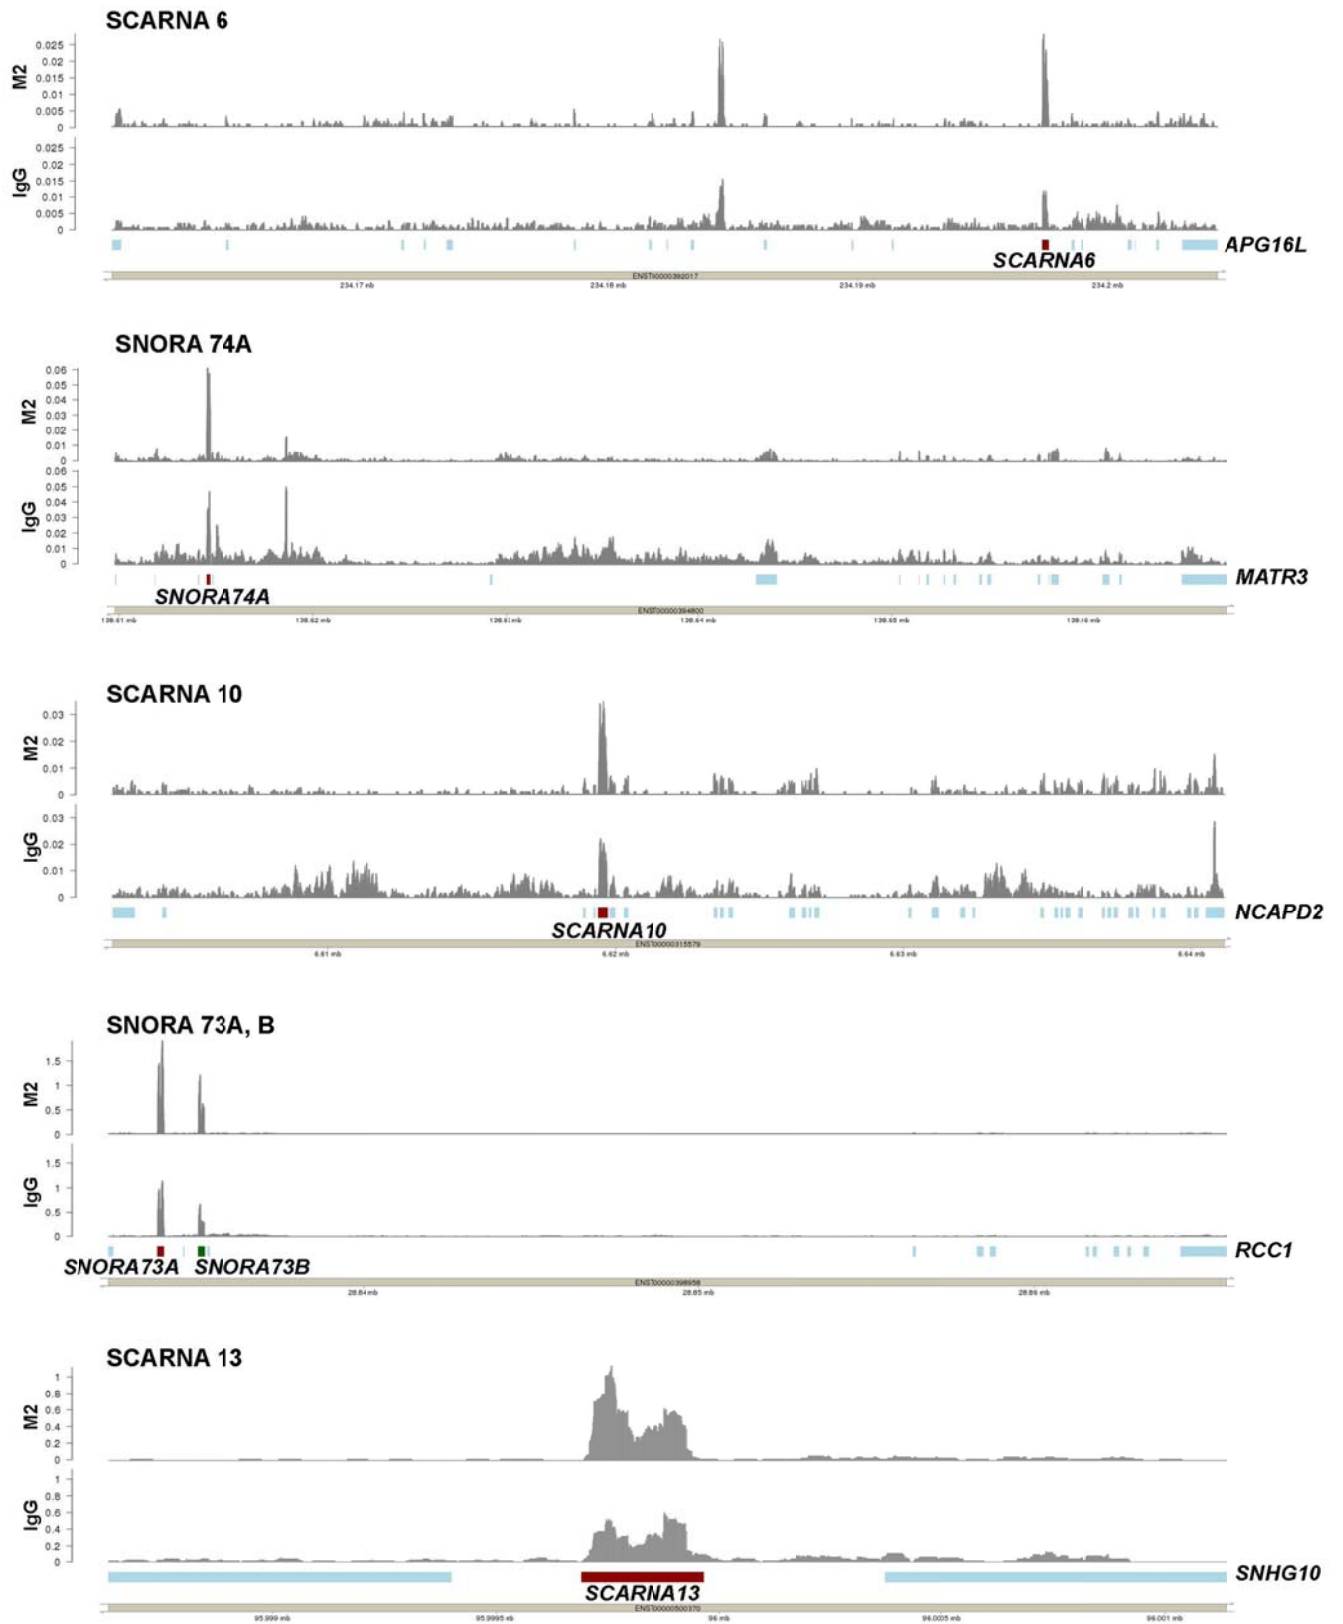 SCARNA 6
M2
0.025
0.02
0.015
0.01
0.005
0
IgG
0.025
0.02
0.015
0.01
0.005
0
APG16L
SCARNA6
234.17 mb 234.18 mb 234.19 mb 234.2 mb
SNORA 74A
M2
0.06
0.05
0.04
0.03
0.02
0.01
0
IgG
0.06
0.05
0.04
0.03
0.02
0.01
0
MATR3
SNORA74A
SCARNA 10
M2
0.03
0.02
0.01
0
IgG
0.03
0.02
0.01
0
NCAPD2
SCARNA10
6.61 mb 6.62 mb 6.63 mb 6.64 mb
SNORA 73A, B
M2
1.5
1
0.5
0
IgG
1.5
1
0.5
0
RCC1
SNORA73A SNORA73B
28.84 mb 28.85 mb 28.86 mb
SCARNA 13
M2
1
0.8
0.6
0.4
0.2
0
IgG
1
0.8
0.6
0.4
0.2
0
SNHG10
SCARNA13
95.999 mb 95.9995 mb 96 mb 96.0005 mb 96.001 mb